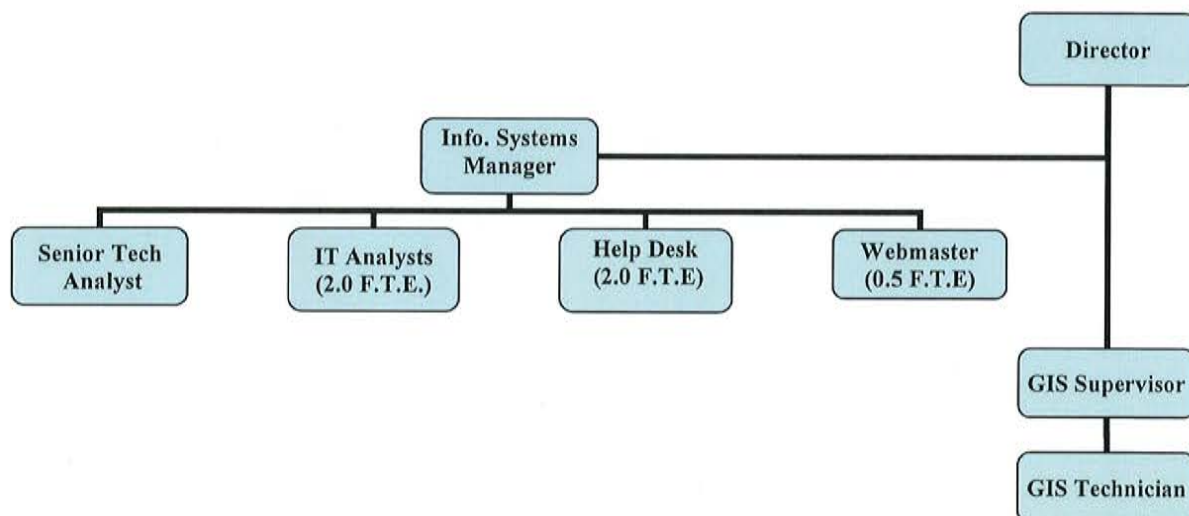 Director
Info. Systems
Manager
Senior Tech
Analyst
IT Analysts
(2.0 F.T.E.)
Help Desk
(2.0 F.T.E)
Webmaster
(0.5 F.T.E)
GIS Supervisor
GIS Technician